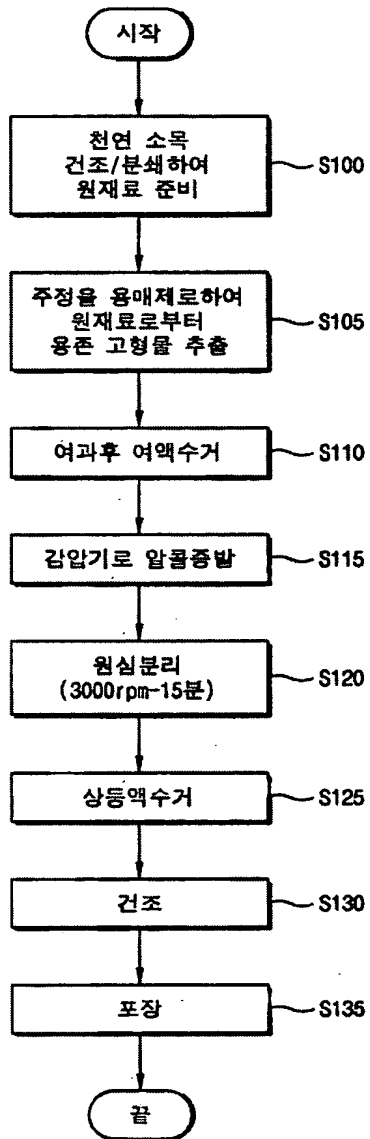 시작
천연 소목
건조/분쇄하여
원재료 준비
S100
주정을 용매제로하여
원재료로부터
용존 고형물 추출
S105
여과후 여액수거
S110
감압기로 알콜증발
S115
원심분리
(3000rpm-15분)
S120
상등액수거
S125
건조
S130
포장
S135
끝